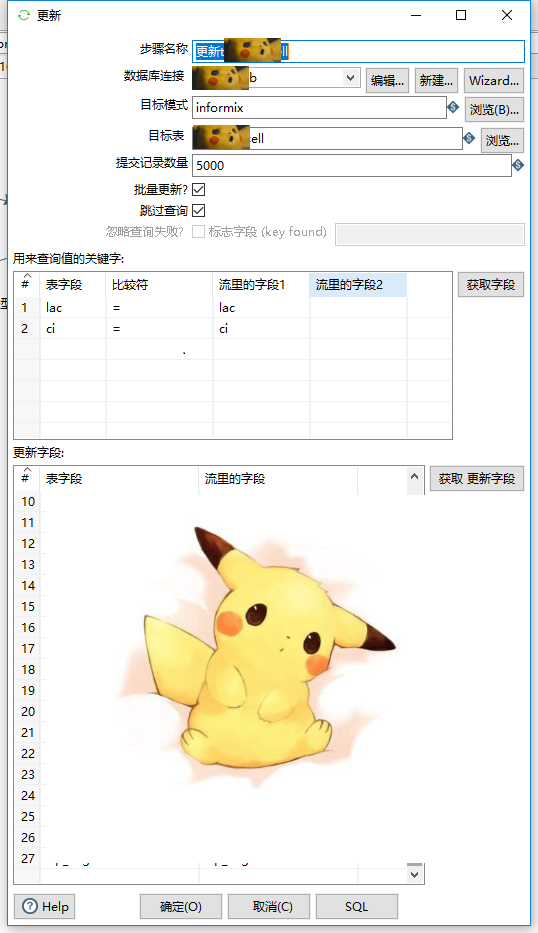 更新
步骤名称 更新
数据库连接 b 编辑... 新建... Wizard...
目标模式 informix 浏览(B)...
目标表 ell 浏览...
提交记录数量 5000
批量更新?
跳过查询
忽略查询失败? 标志字段 (key found)
用来查询值的关键字:
# 表字段 比较符 流里的字段1 流里的字段2 获取字段
1 lac = lac
2 ci = ci
更新字段:
# 表字段 流里的字段 获取 更新字段
10
11
12
13
14
15
16
17
18
19
20
21
22
23
24
25
26
27
Help 确定(O) 取消(C) SQL